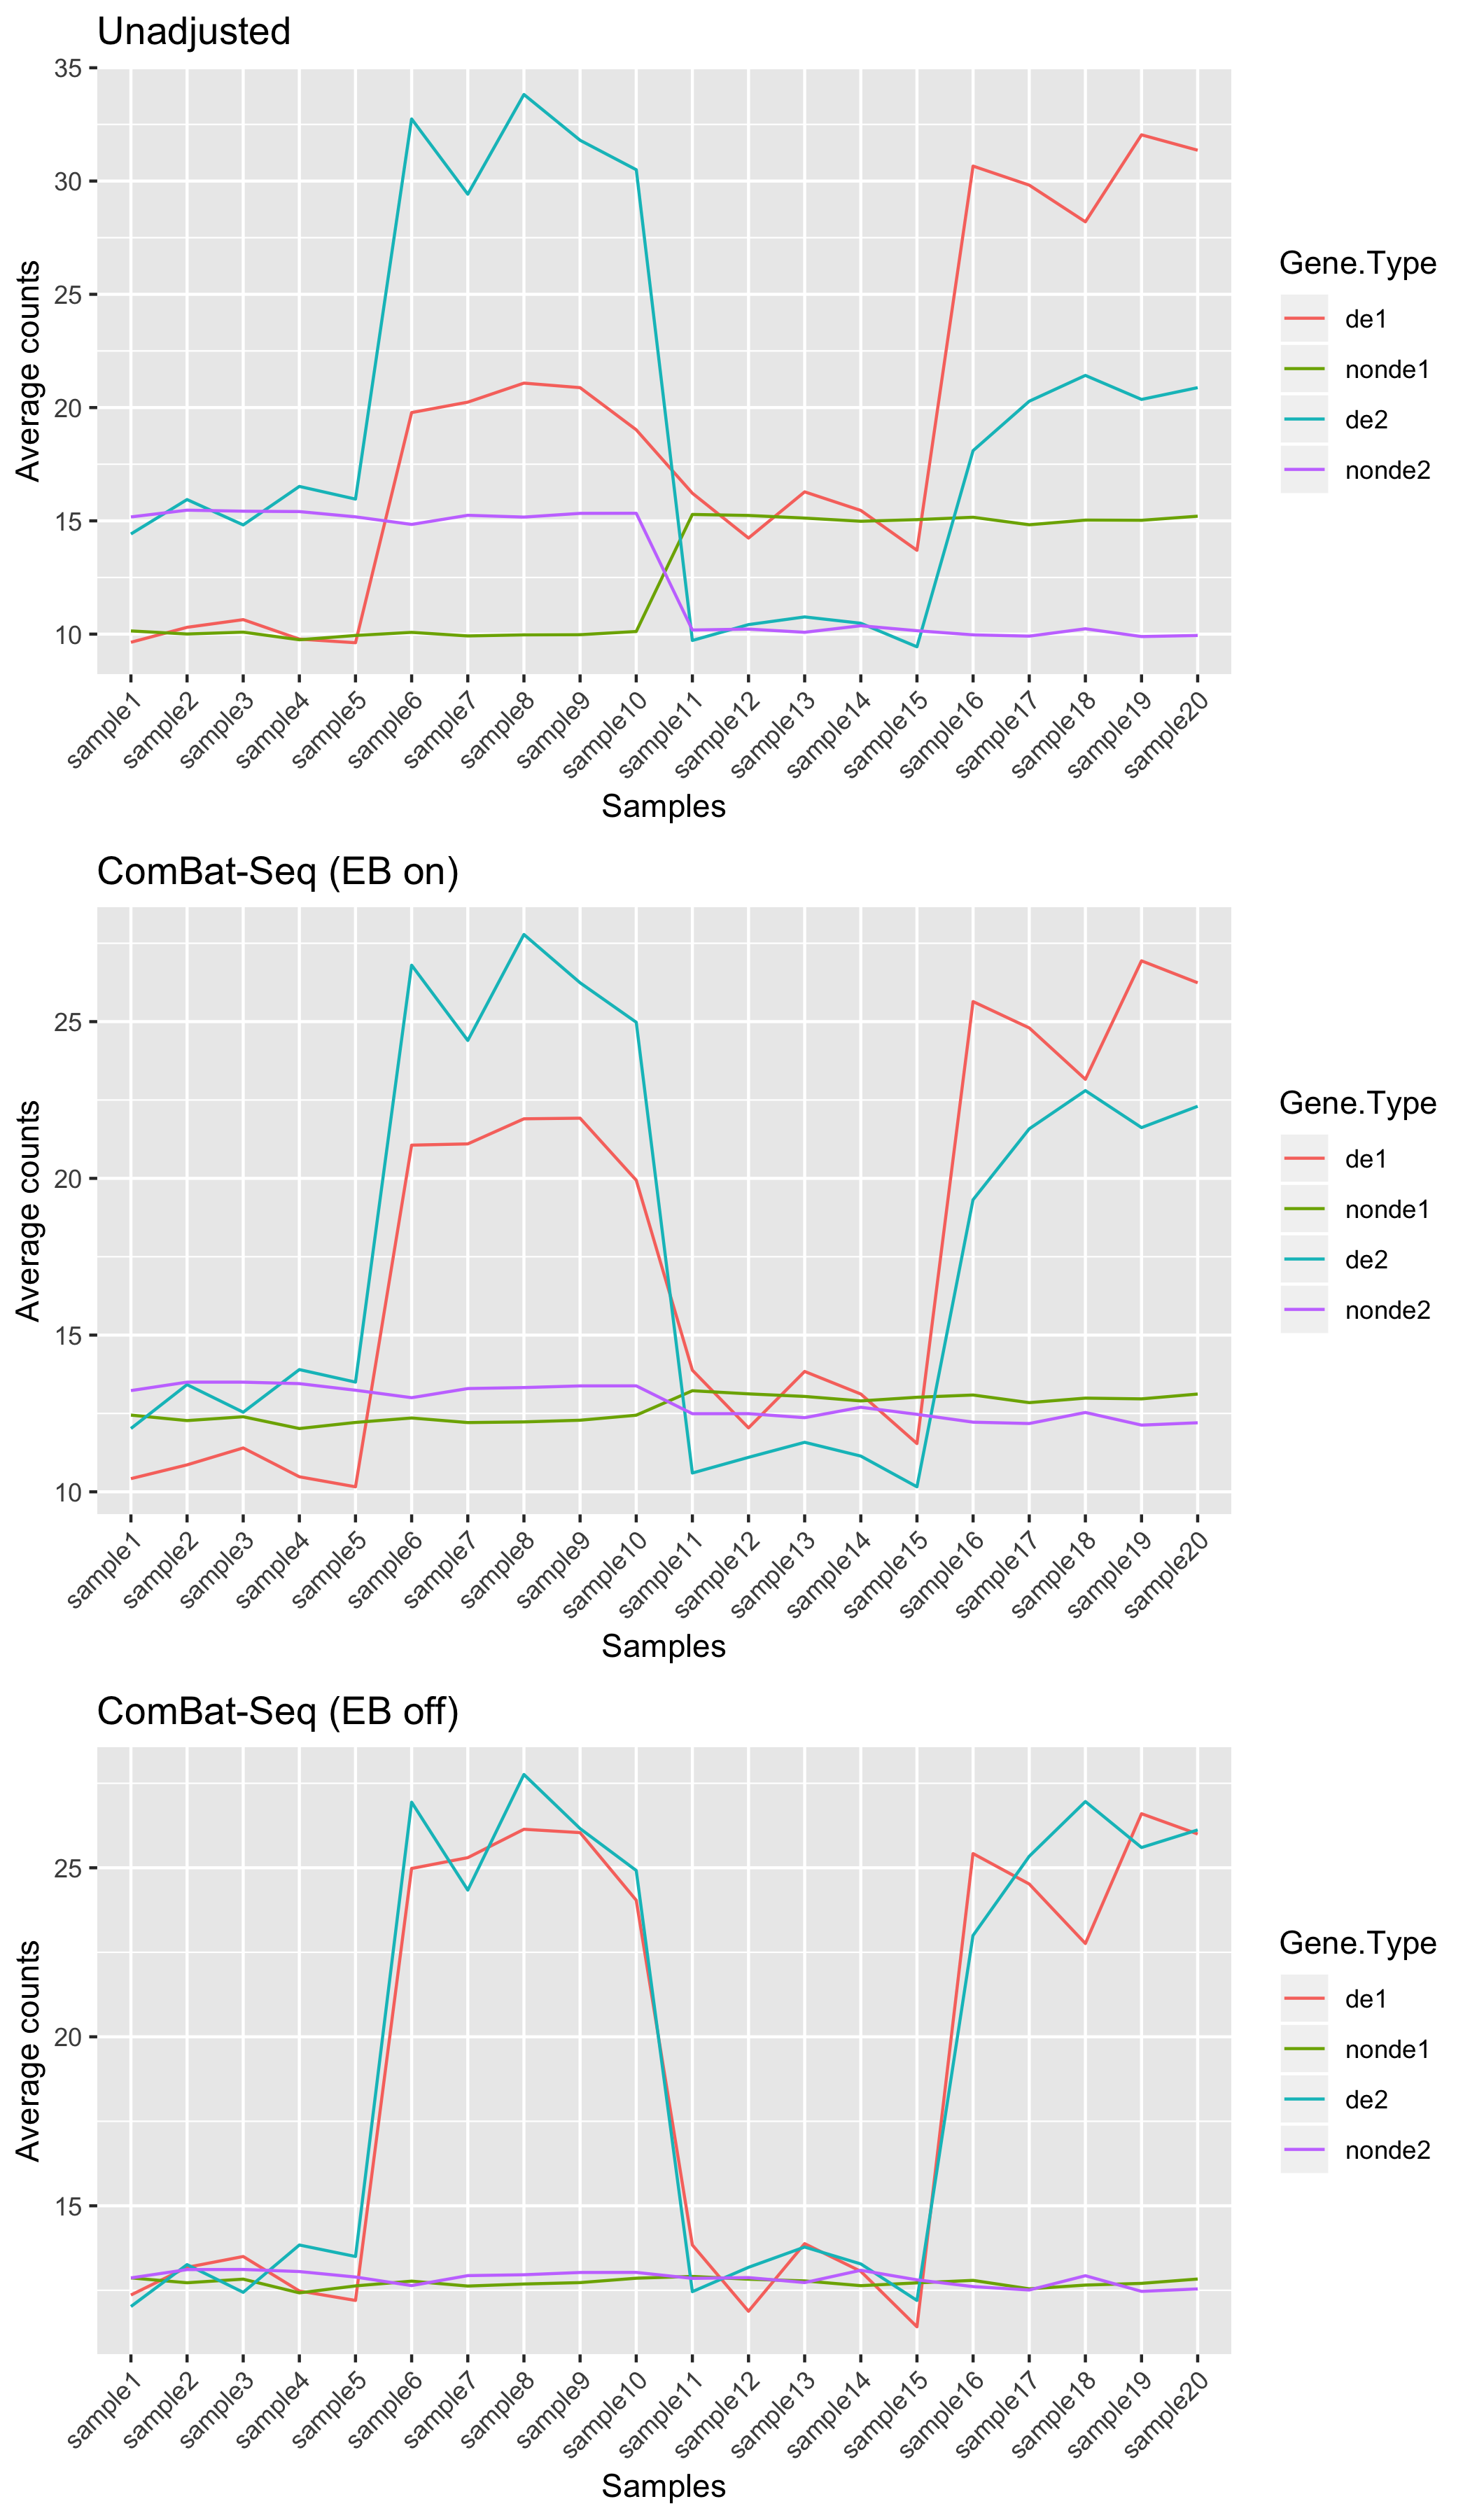 Unadjusted
35
30
25
20
15
10
Average counts
sample1
sample2
sample3
sample4
sample5
sample6
sample7
sample8
sample9
sample10
sample11
sample12
sample13
sample14
sample15
sample16
sample17
sample18
sample19
sample20
Samples
Gene.Type
de1
nonde1
de2
nonde2
ComBat-Seq (EB on)
25
20
15
10
Average counts
sample1
sample2
sample3
sample4
sample5
sample6
sample7
sample8
sample9
sample10
sample11
sample12
sample13
sample14
sample15
sample16
sample17
sample18
sample19
sample20
Samples
Gene.Type
de1
nonde1
de2
nonde2
ComBat-Seq (EB off)
25
20
15
Average counts
sample1
sample2
sample3
sample4
sample5
sample6
sample7
sample8
sample9
sample10
sample11
sample12
sample13
sample14
sample15
sample16
sample17
sample18
sample19
sample20
Samples
Gene.Type
de1
nonde1
de2
nonde2